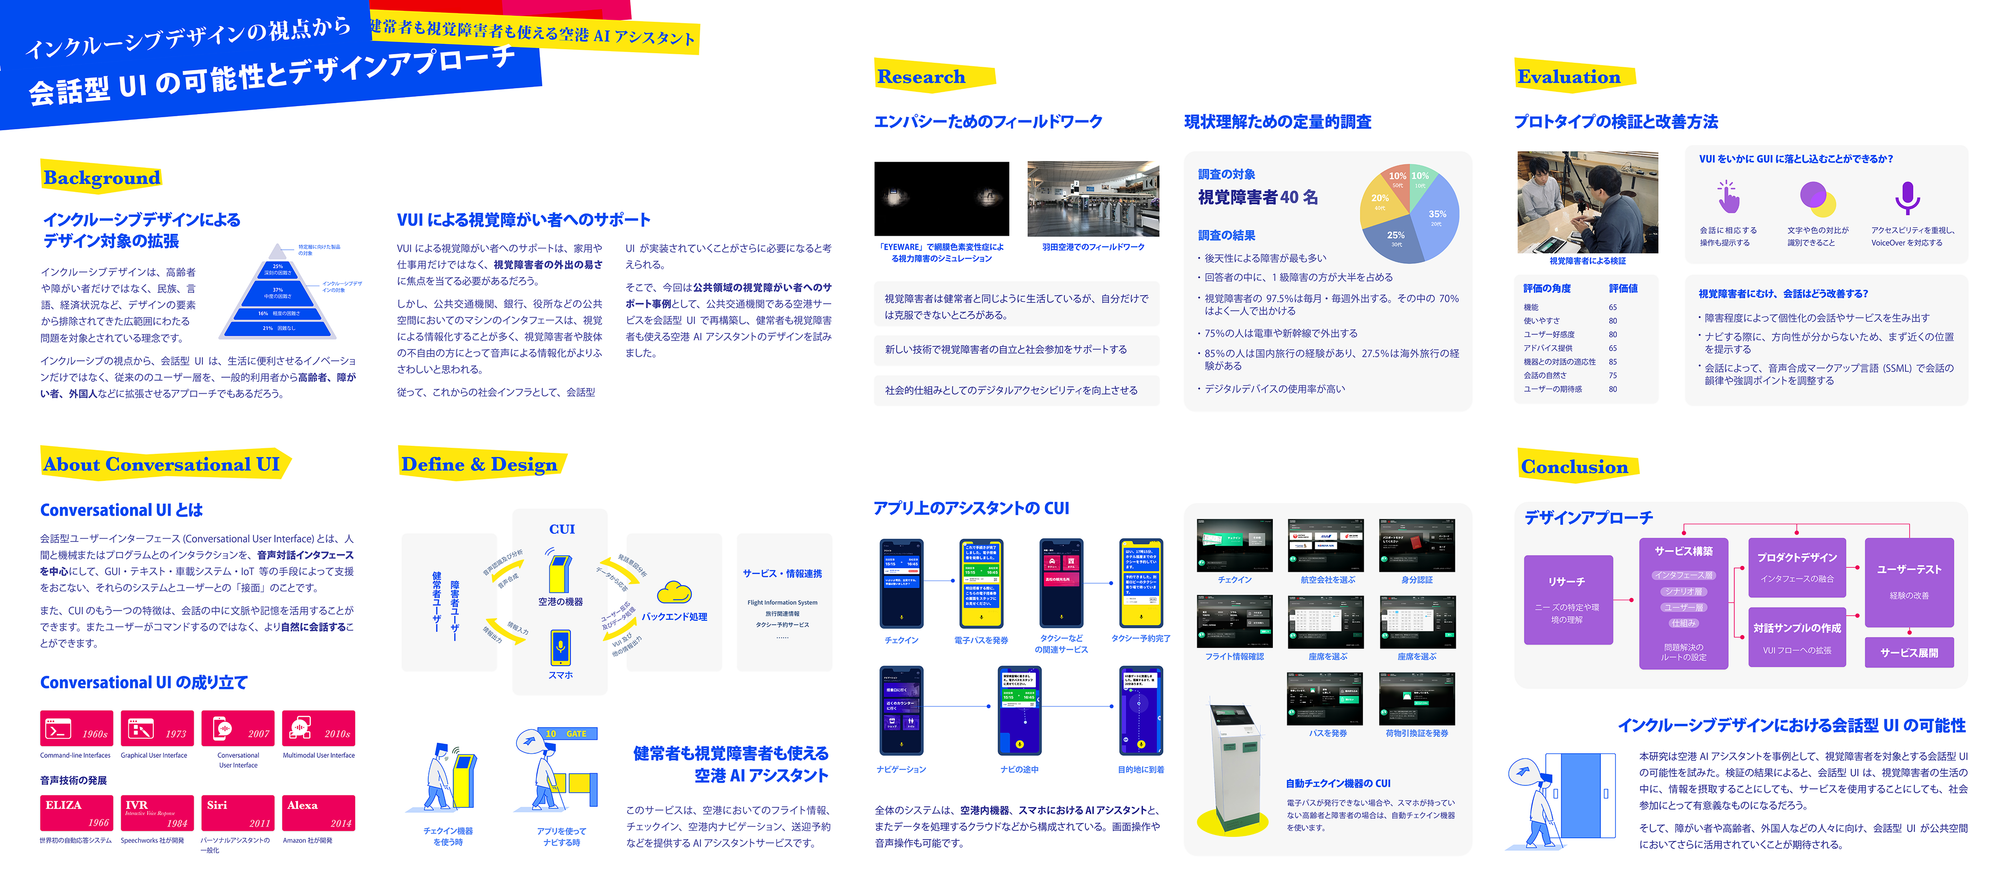 インクルーシブデザインの視点から
会話型 UI の可能性とデザインアプローチ
健常者も視覚障害者も使える空港 AI アシスタント
Background
インクルーシブデザインによる
デザイン対象の拡張
インクルーシブデザインは、高齢者
や障がい者だけではなく、民族、言
語、経済状況など、デザインの要素
から排除されてきた広範囲にわたる
問題を対象とされている理念です。
特定層に向けた製品
の対象
25%
深刻の困難さ
37%
中度の困難さ
16% 軽度の困難さ
21% 困難なし
インクルーシブデザ
インの対象
インクルーシブの視点から、会話型 UI は、生活に便利させるイノベーショ
ンだけではなく、従来ののユーザー層を、一般的利用者から高齢者、障が
い者、外国人などに拡張させるアプローチでもあるだろう。
VUI による視覚障がい者へのサポート
VUI による視覚障がい者へのサポートは、家用や
仕事用だけではなく、視覚障害者の外出の易さ
に焦点を当てる必要があるだろう。
しかし、公共交通機関、銀行、役所などの公共
空間においてのマシンのインタフェースは、視覚
による情報化することが多く、視覚障害者や肢体
の不自由の方にとって音声による情報化がよりふ
さわしいと思われる。
従って、これからの社会インフラとして、会話型
UI が実装されていくことがさらに必要になると考
えられる。
そこで、今回は公共領域の視覚障がい者へのサ
ポート事例として、公共交通機関である空港サー
ビスを会話型 UI で再構築し、健常者も視覚障害
者も使える空港 AI アシスタントのデザインを試み
ました。
Research
エンパシーためのフィールドワーク
「EYEWARE」で網膜色素変性症によ
る視力障害のシミュレーション
羽田空港でのフィールドワーク
視覚障害者は健常者と同じように生活しているが、自分だけで
は克服できないところがある。
新しい技術で視覚障害者の自立と社会参加をサポートする
社会的仕組みとしてのデジタルアクセシビリティを向上させる
現状理解ための定量的調査
調査の対象
視覚障害者 40 名
10%
10代
35%
20代
25%
30代
20%
40代
10%
50代
調査の結果
・後天性による障害が最も多い
・回答者の中に、1 級障害の方が大半を占める
・視覚障害者の 97.5%は毎月・毎週外出する。その中の 70%
はよく一人で出かける
・75%の人は電車や新幹線で外出する
・85%の人は国内旅行の経験があり、27.5%は海外旅行の経
験がある
・デジタルデバイスの使用率が高い
Evaluation
プロトタイプの検証と改善方法
視覚障害者による検証
VUI をいかに GUI に落とし込むことができるか?
会話に相応する
操作も提示する
文字や色の対比が
識別できること
アクセスビリティを重視し、
VoiceOver を対応する
評価の角度 評価値
機能 65
使いやすさ 80
ユーザー好感度 80
アドバイス提供 65
機器との対話の適応性 85
会話の自然さ 75
ユーザーの期待感 80
視覚障害者にむけ、会話はどう改善する?
・障害程度によって個性化の会話やサービスを生み出す
・ナビする際に、方向性が分からないため、まず近くの位置
を提示する
・会話によって、音声合成マークアップ言語 (SSML) で会話の
韻律や強調ポイントを調整する
About Conversational UI
Conversational UI とは
会話型ユーザーインターフェース (Conversational User Interface) とは、人
間と機械またはプログラムとのインタラクションを、音声対話インタフェース
を中心にして、GUI・テキスト・車載システム・IoT 等の手段によって支援
をおこない、それらのシステムとユーザーとの「接面」のことです。
また、CUI のもう一つの特徴は、会話の中に文脈や記憶を活用することが
できます。またユーザーがコマンドするのではなく、より自然に会話するこ
とができます。
Conversational UI の成り立て
1960s
Command-line Interfaces
1973
Graphical User Interface
2007
Conversational
User Interface
2010s
Multimodal User Interface
音声技術の発展
ELIZA
1966
世界初の自動応答システム
IVR
Interactive Voice Response
1984
Speechworks 社が開発
Siri
2011
パーソナルアシスタントの
一般化
Alexa
2014
Amazon 社が開発
Define & Design
健常者ユーザー
障害者ユーザー
CUI
空港の機器
スマホ
音声認識及び分析
音声合成
情報入力
情報出力
発話意図分析
データからの応答
ユーザー反応
及びデータ処理
VUI 及び
他の情報出力
バックエンド処理
サービス・情報連携
Flight Information System
旅行関連情報
タクシー予約サービス
......
チェクイン機器
を使う時
10 GATE
アプリを使って
ナビする時
健常者も視覚障害者も使える
空港 AI アシスタント
このサービスは、空港においてのフライト情報、
チェックイン、空港内ナビゲーション、送迎予約
などを提供する AI アシスタントサービスです。
アプリ上のアシスタントの CUI
チェクイン
電子パスを発券
タクシーなど
の関連サービス
タクシー予約完了
ナビゲーション
ナビの途中
目的地に到着
全体のシステムは、空港内機器、スマホにおける AI アシスタントと、
またデータを処理するクラウドなどから構成されている。画面操作や
音声操作も可能です。
チェクイン
航空会社を選ぶ
身分認証
フライト情報確認
座席を選ぶ
座席を選ぶ
パスを発券
荷物引換証を発券
自動チェクイン機器の CUI
電子パスが発行できない場合や、スマホが持ってい
ない高齢者と障害者の場合は、自動チェクイン機器
を使います。
Conclusion
デザインアプローチ
リサーチ
ニーズの特定や環
境の理解
サービス構築
インタフェース層
シナリオ層
ユーザー層
仕組み
問題解決の
ルートの設定
プロダクトデザイン
インタフェースの融合
対話サンプルの作成
VUI フローへの拡張
ユーザーテスト
経験の改善
サービス展開
インクルーシブデザインにおける会話型 UI の可能性
本研究は空港 AI アシスタントを事例として、視覚障害者を対象とする会話型 UI
の可能性を試みた。検証の結果によると、会話型 UI は、視覚障害者の生活の
中に、情報を摂取することにしても、サービスを使用することにしても、社会
参加にとって有意義なものになるだろう。
そして、障がい者や高齢者、外国人などの人々に向け、会話型 UI が公共空間
においてさらに活用されていくことが期待される。